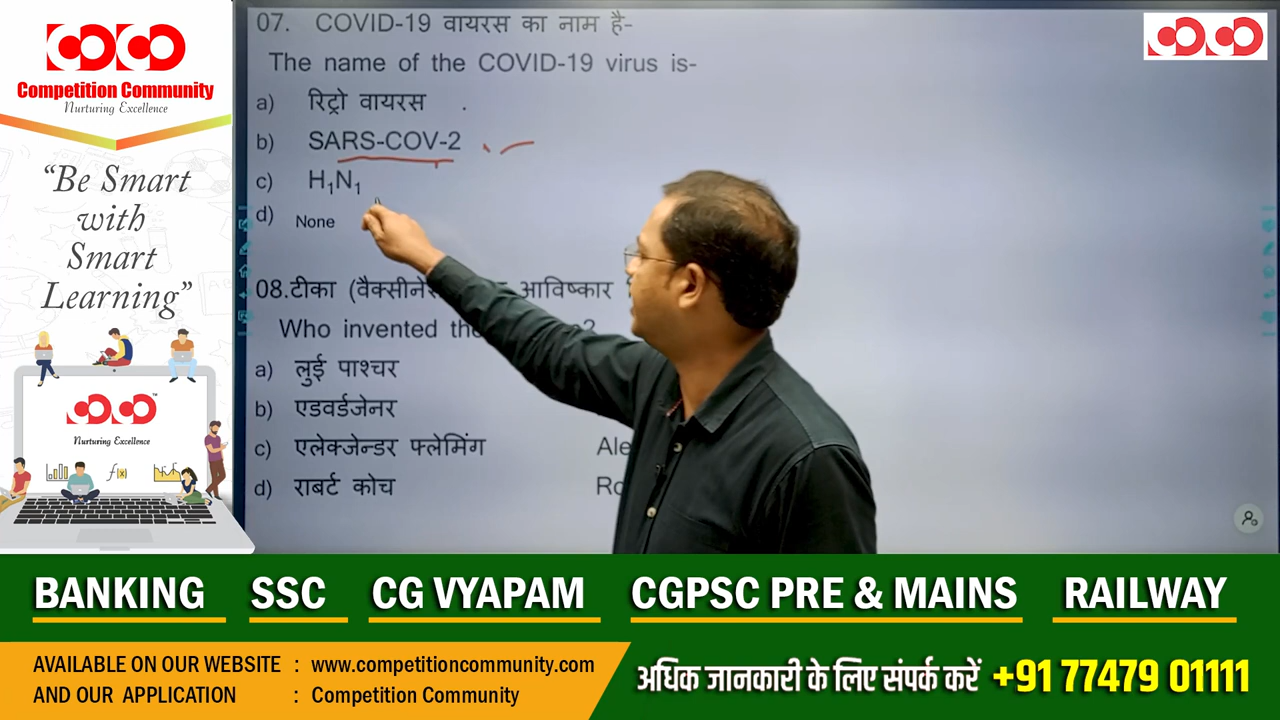 COCO
Competition Community
Nurturing Excellence
“Be Smart
with
Smart
Learning”
COCO
Nurturing Excellence
f(x)
COCO
07. COVID-19 वायरस का नाम है-
The name of the COVID-19 virus is-
a) रिट्रो वायरस .
b) SARS-COV-2
c) H₁N₁
d) None
08.टीका आविष्कार
Who invented
a) लुई पाश्चर
b) एडवर्डजेनर
c) एलेक्जेन्डर फ्लेमिंग
d) राबर्ट कोच
BANKING SSC CG VYAPAM CGPSC PRE & MAINS RAILWAY
AVAILABLE ON OUR WEBSITE : www.competitioncommunity.com
AND OUR APPLICATION : Competition Community
अधिक जानकारी के लिए संपर्क करें +91 77479 01111